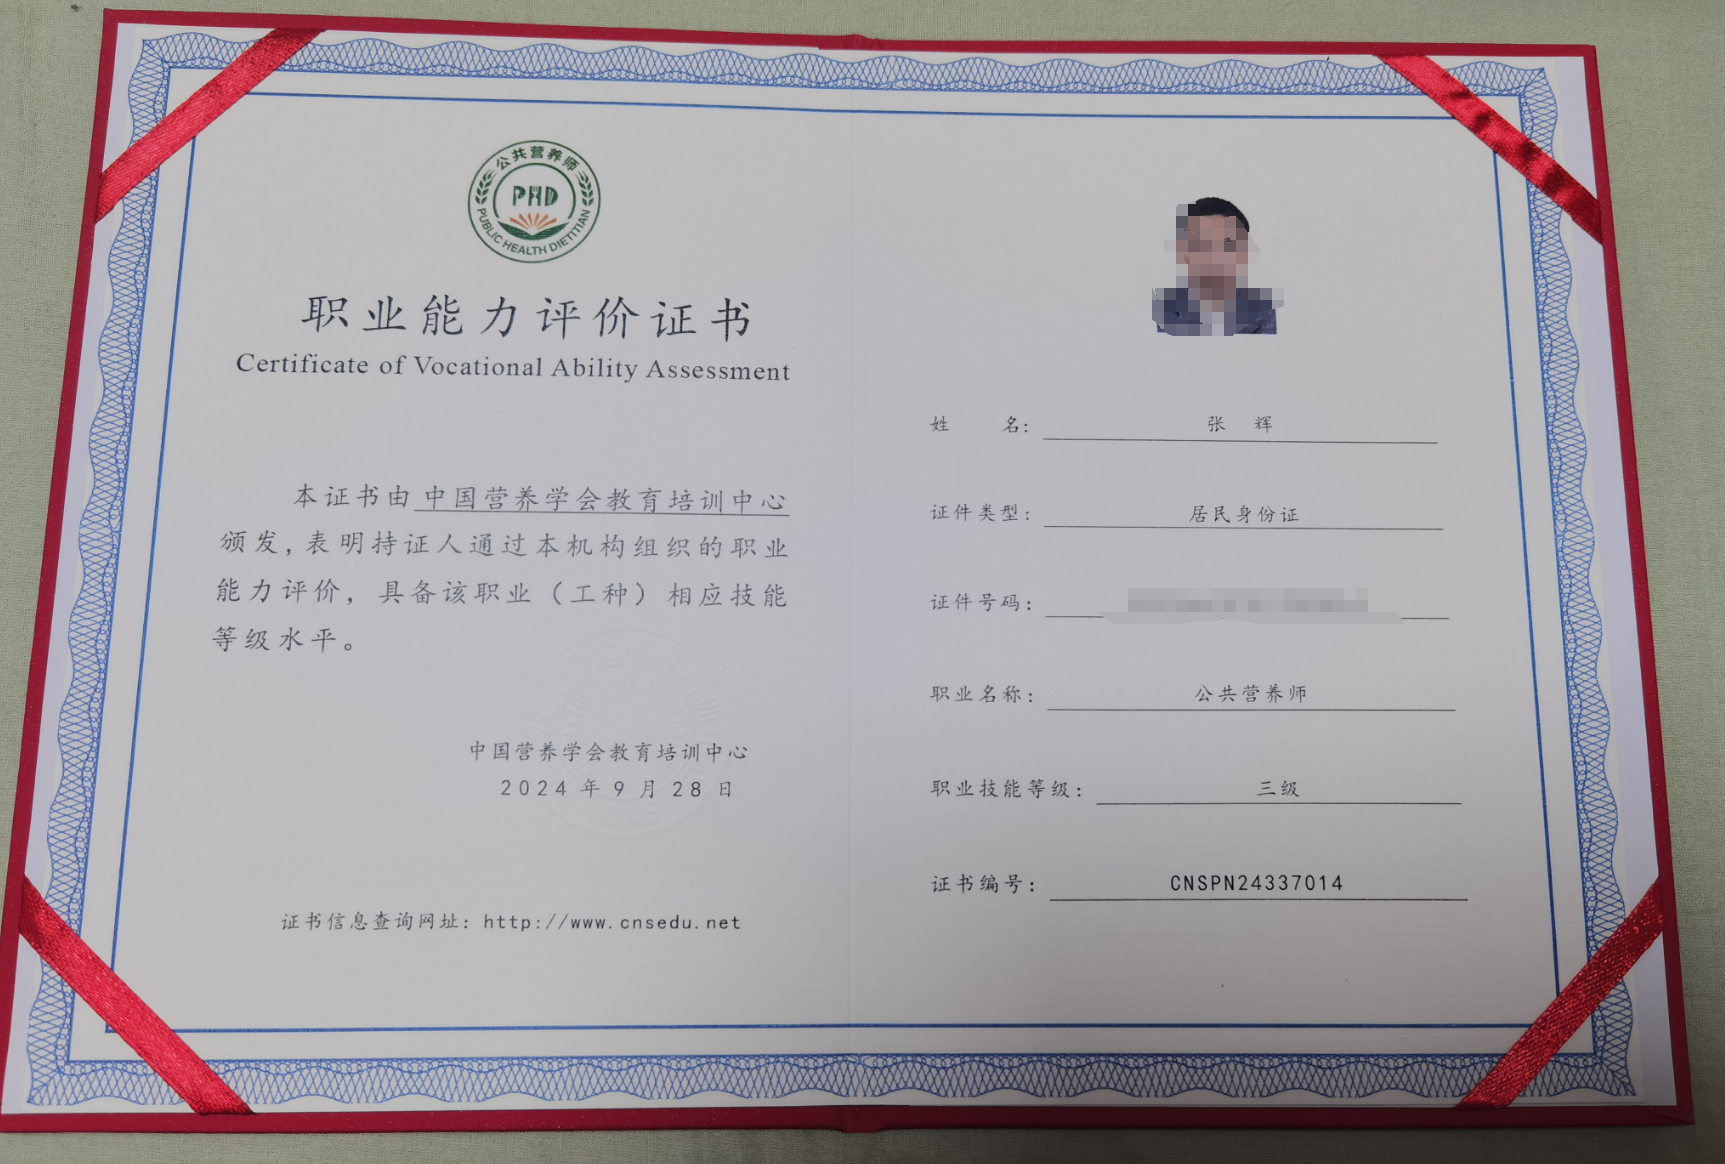 公共营养师
PHD
PUBLIC HEALTH DIETITIAN
职业能力评价证书
Certificate of Vocational Ability Assessment
本证书由中国营养学会教育培训中心
颁发,表明持证人通过本机构组织的职业
能力评价,具备该职业(工种)相应技能
等级水平。
中国营养学会教育培训中心
2024年9月28日
证书信息查询网址:http://www.cnsedu.net
姓 名: 张 辉
证件类型: 居民身份证
证件号码:
职业名称: 公共营养师
职业技能等级: 三级
证书编号: CNSPN24337014